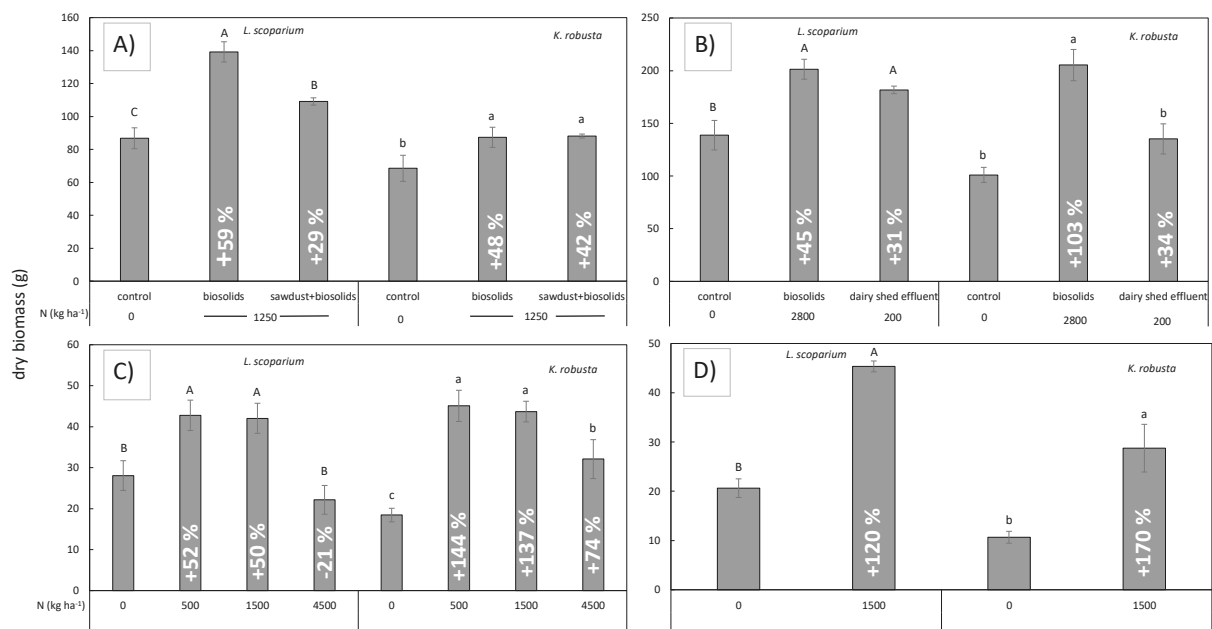 dry biomass (g)
A)
L. scoparium
K. robusta
160
140
120
100
80
60
40
20
0
C
A
B
b
a
a
+59 %
+29 %
+48 %
+42 %
control
biosolids
sawdust+biosolids
control
biosolids
sawdust+biosolids
N (kg ha⁻¹)
0
1250
0
1250
B)
L. scoparium
K. robusta
250
200
150
100
50
0
B
A
A
b
a
b
+45 %
+31 %
+103 %
+34 %
control
biosolids
dairy shed effluent
control
biosolids
dairy shed effluent
0
2800
200
0
2800
200
C)
L. scoparium
K. robusta
60
50
40
30
20
10
0
B
A
A
B
c
a
a
b
+52 %
+50 %
-21 %
+144 %
+137 %
+74 %
N (kg ha⁻¹)
0
500
1500
4500
0
500
1500
4500
D)
L. scoparium
K. robusta
50
40
30
20
10
0
B
A
b
a
+120 %
+170 %
0
1500
0
1500